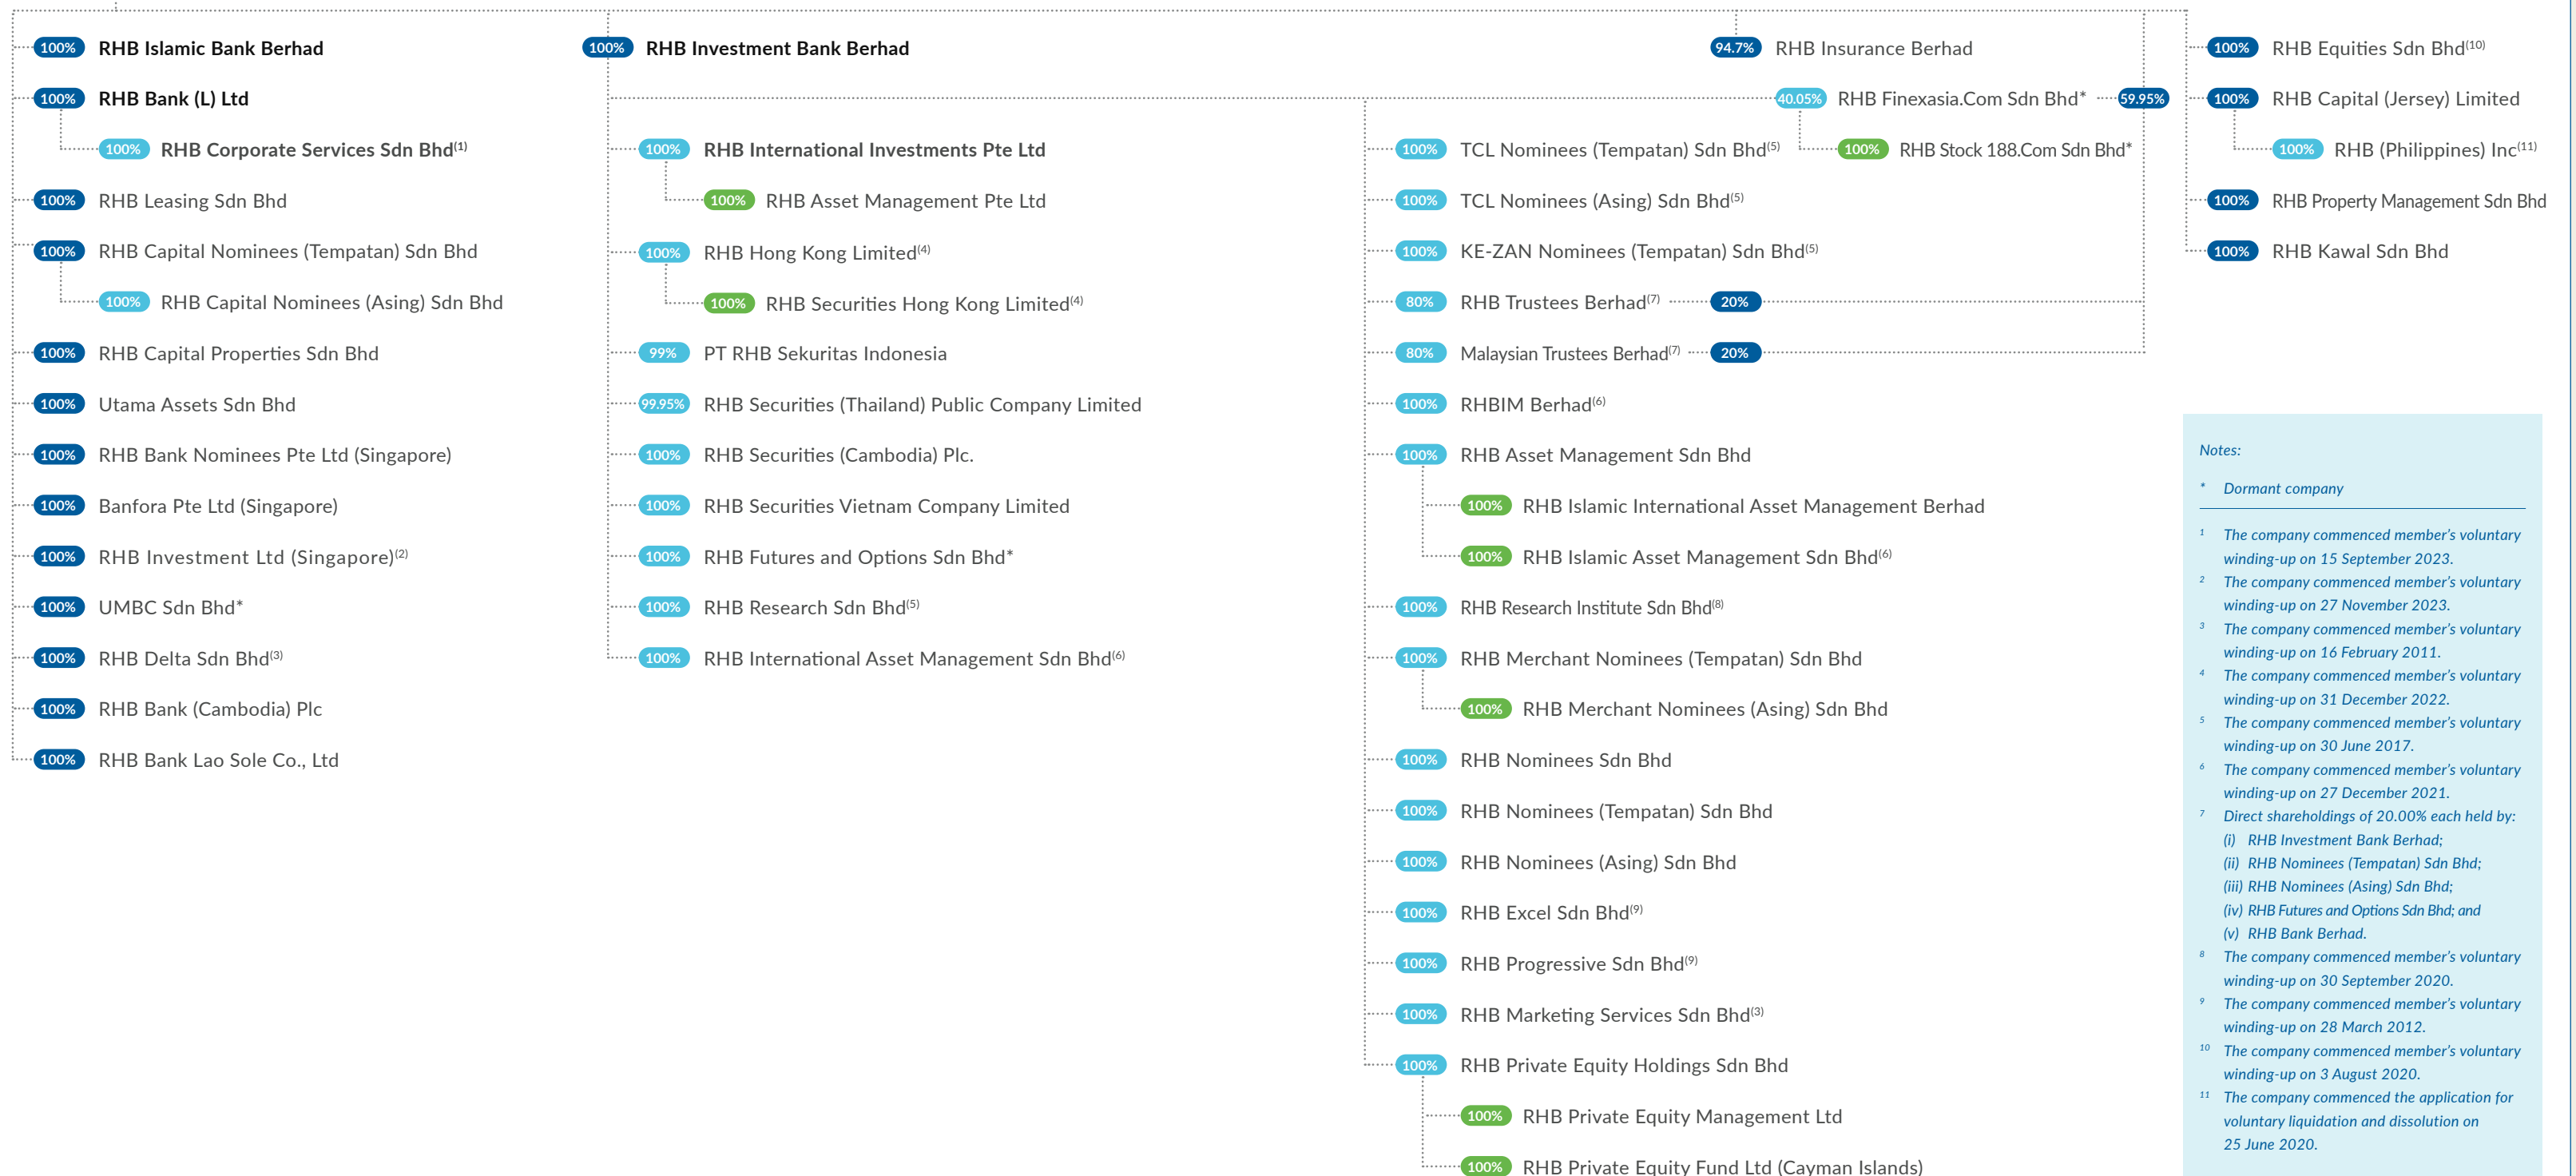 100% RHB Islamic Bank Berhad
100% RHB Bank (L) Ltd
100% RHB Corporate Services Sdn Bhd(1)
100% RHB Leasing Sdn Bhd
100% RHB Capital Nominees (Tempatan) Sdn Bhd
100% RHB Capital Nominees (Asing) Sdn Bhd
100% RHB Capital Properties Sdn Bhd
100% Utama Assets Sdn Bhd
100% RHB Bank Nominees Pte Ltd (Singapore)
100% Banfora Pte Ltd (Singapore)
100% RHB Investment Ltd (Singapore)(2)
100% UMBC Sdn Bhd*
100% RHB Delta Sdn Bhd(3)
100% RHB Bank (Cambodia) Plc
100% RHB Bank Lao Sole Co., Ltd
100% RHB Investment Bank Berhad
100% RHB International Investments Pte Ltd
100% RHB Asset Management Pte Ltd
100% RHB Hong Kong Limited(4)
100% RHB Securities Hong Kong Limited(4)
99% PT RHB Sekuritas Indonesia
99.95% RHB Securities (Thailand) Public Company Limited
100% RHB Securities (Cambodia) Plc.
100% RHB Securities Vietnam Company Limited
100% RHB Futures and Options Sdn Bhd*
100% RHB Research Sdn Bhd(5)
100% RHB International Asset Management Sdn Bhd(6)
94.7% RHB Insurance Berhad
40.05% RHB Finexasia.Com Sdn Bhd* 59.95%
100% RHB Stock 188.Com Sdn Bhd*
100% TCL Nominees (Tempatan) Sdn Bhd(5)
100% TCL Nominees (Asing) Sdn Bhd(5)
100% KE-ZAN Nominees (Tempatan) Sdn Bhd(5)
80% RHB Trustees Berhad(7) 20%
80% Malaysian Trustees Berhad(7) 20%
100% RHBIM Berhad(6)
100% RHB Asset Management Sdn Bhd
100% RHB Islamic International Asset Management Berhad
100% RHB Islamic Asset Management Sdn Bhd(6)
100% RHB Research Institute Sdn Bhd(8)
100% RHB Merchant Nominees (Tempatan) Sdn Bhd
100% RHB Merchant Nominees (Asing) Sdn Bhd
100% RHB Nominees Sdn Bhd
100% RHB Nominees (Tempatan) Sdn Bhd
100% RHB Nominees (Asing) Sdn Bhd
100% RHB Excel Sdn Bhd(9)
100% RHB Progressive Sdn Bhd(9)
100% RHB Marketing Services Sdn Bhd(3)
100% RHB Private Equity Holdings Sdn Bhd
100% RHB Private Equity Management Ltd
100% RHB Private Equity Fund Ltd (Cayman Islands)
100% RHB Equities Sdn Bhd(10)
100% RHB Capital (Jersey) Limited
100% RHB (Philippines) Inc(11)
100% RHB Property Management Sdn Bhd
100% RHB Kawal Sdn Bhd
Notes:
* Dormant company
1 The company commenced member's voluntary
winding-up on 15 September 2023.
2 The company commenced member's voluntary
winding-up on 27 November 2023.
3 The company commenced member's voluntary
winding-up on 16 February 2011.
4 The company commenced member's voluntary
winding-up on 31 December 2022.
5 The company commenced member's voluntary
winding-up on 30 June 2017.
6 The company commenced member's voluntary
winding-up on 27 December 2021.
7 Direct shareholdings of 20.00% each held by:
(i) RHB Investment Bank Berhad;
(ii) RHB Nominees (Tempatan) Sdn Bhd;
(iii) RHB Nominees (Asing) Sdn Bhd;
(iv) RHB Futures and Options Sdn Bhd; and
(v) RHB Bank Berhad.
8 The company commenced member's voluntary
winding-up on 30 September 2020.
9 The company commenced member's voluntary
winding-up on 28 March 2012.
10 The company commenced member's voluntary
winding-up on 3 August 2020.
11 The company commenced the application for
voluntary liquidation and dissolution on
25 June 2020.